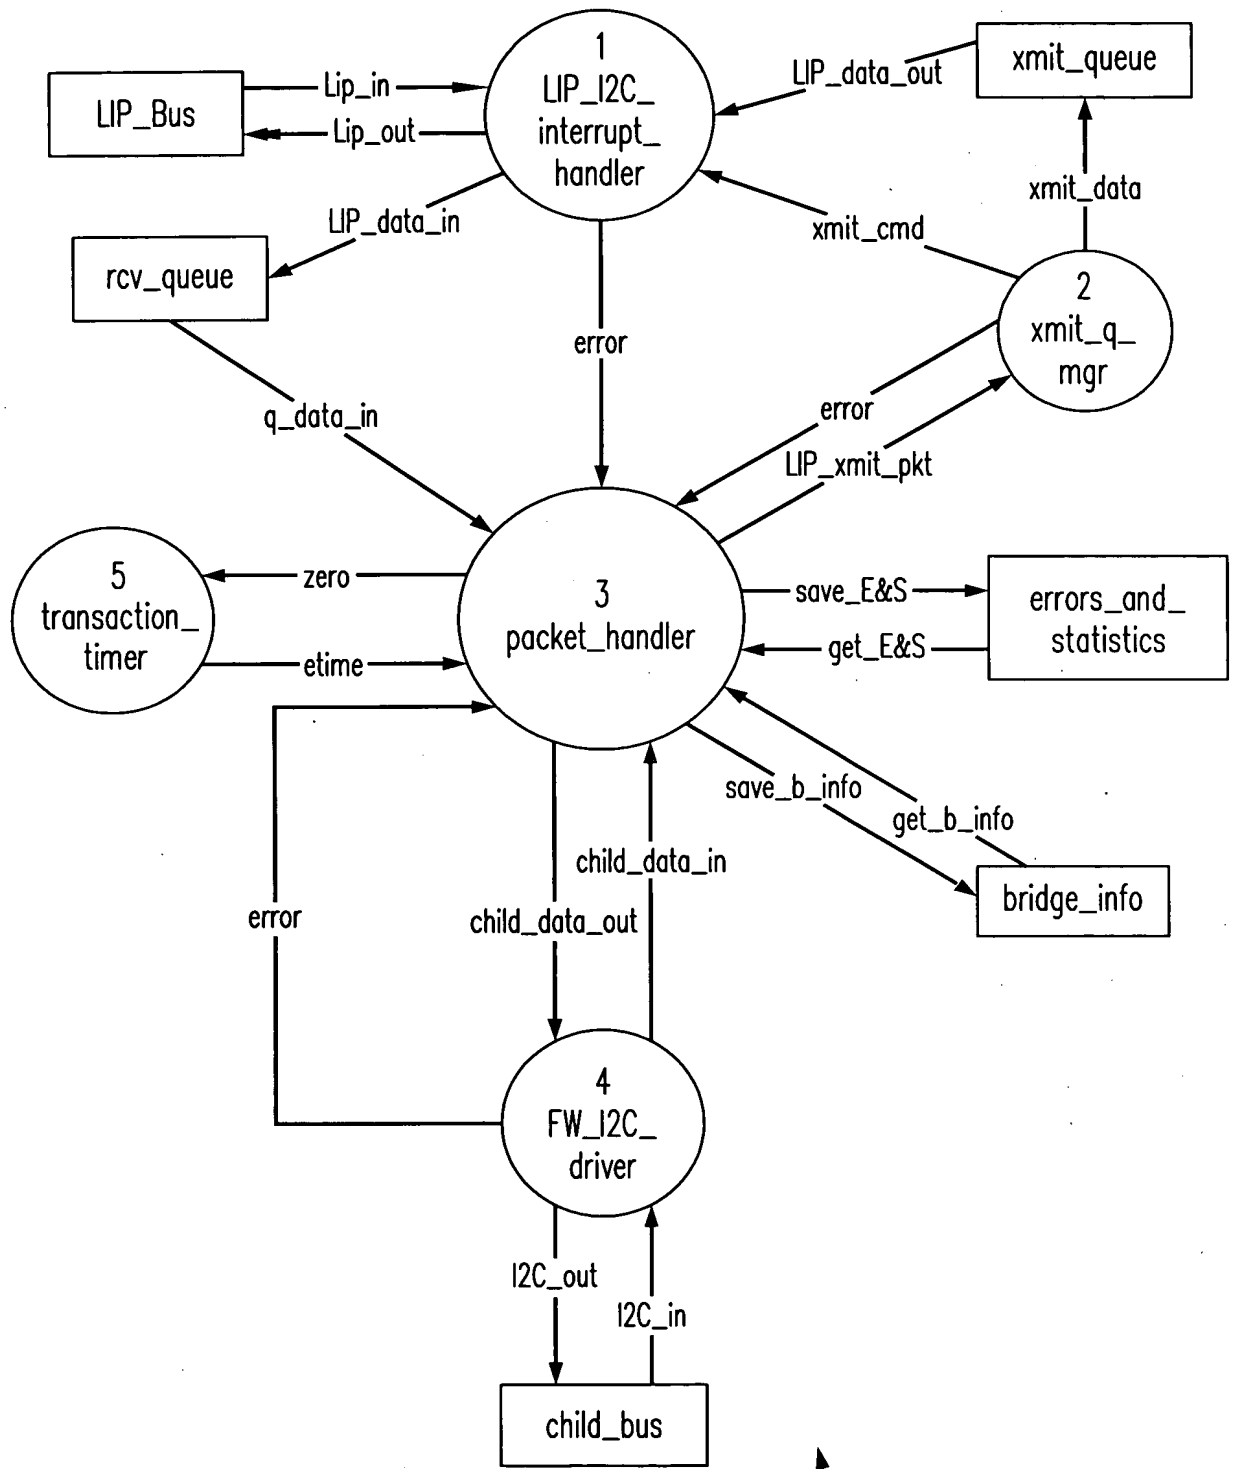 1
LIP_I2C_
interrupt_
handler
xmit_queue
LIP_Bus
Lip_in
Lip_out
LIP_data_out
xmit_data
LIP_data_in
xmit_cmd
rcv_queue
2
xmit_q_
mgr
error
error
q_data_in
LIP_xmit_pkt
5
transaction_
timer
zero
etime
3
packet_handler
save_E&S
get_E&S
errors_and_
statistics
save_b_info
get_b_info
bridge_info
child_data_in
child_data_out
error
4
FW_I2C_
driver
I2C_out
I2C_in
child_bus